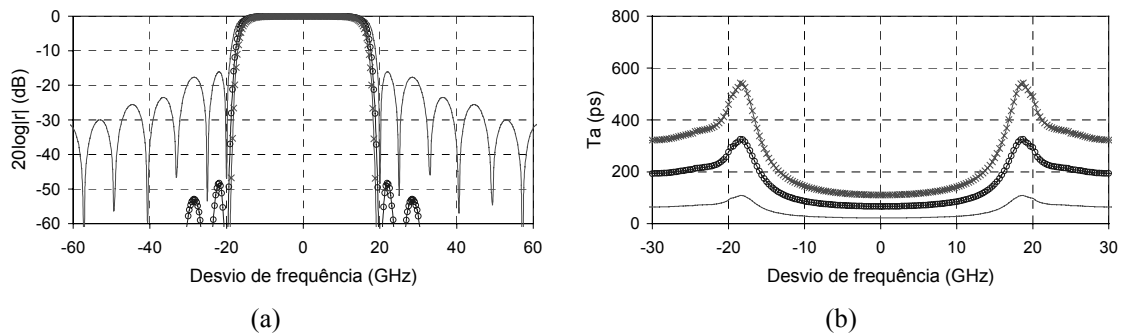 0
-10
-20
-30
-40
-50
-60
20log|r| (dB)
-60 -40 -20 0 20 40 60
Desvio de frequência (GHz)
(a)
800
600
400
200
0
Ta (ps)
-30 -20 -10 0 10 20 30
Desvio de frequência (GHz)
(b)